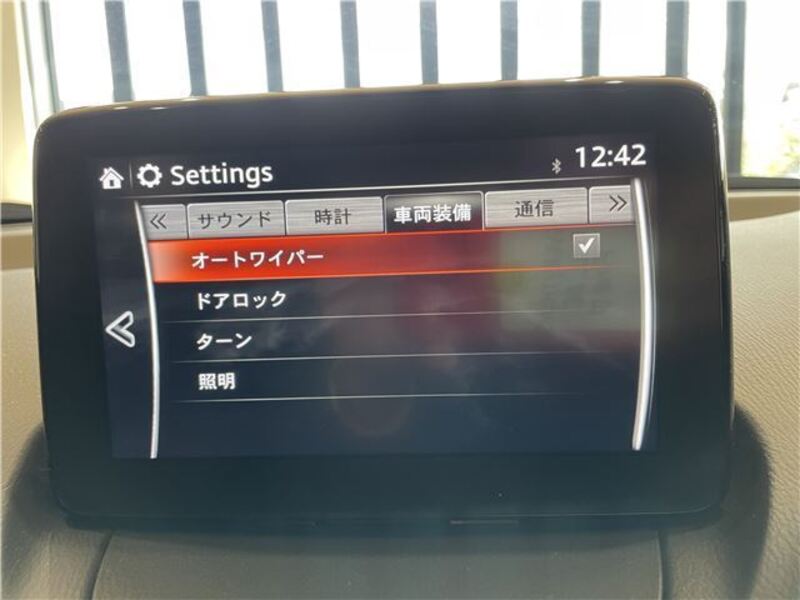 Settings 12:42
« サウンド 時計 車両装備 通信 »
オートワイパー
ドアロック
ターン
照明